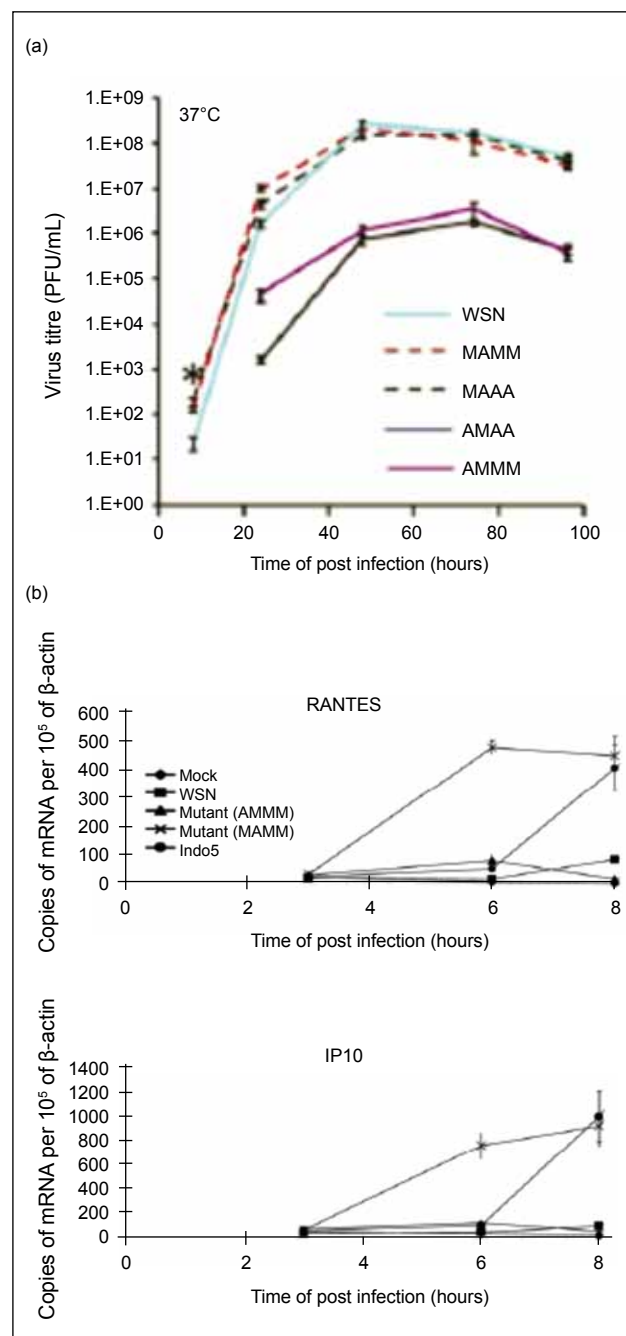 (a)
37°C
1.E+09
1.E+08
1.E+07
1.E+06
1.E+05
1.E+04
1.E+03
1.E+02
1.E+01
1.E+00
Virus titre (PFU/mL)
WSN
MAMM
MAAA
AMAA
AMMM
0 20 40 60 80 100
Time of post infection (hours)
(b)
RANTES
600
500
400
300
200
100
0
Copies of mRNA per 10⁵ of β-actin
Mock
WSN
Mutant (AMMM)
Mutant (MAMM)
Indo5
0 2 4 6 8
Time of post infection (hours)
IP10
1400
1200
1000
800
600
400
200
0
Copies of mRNA per 10⁵ of β-actin
0 2 4 6 8
Time of post infection (hours)